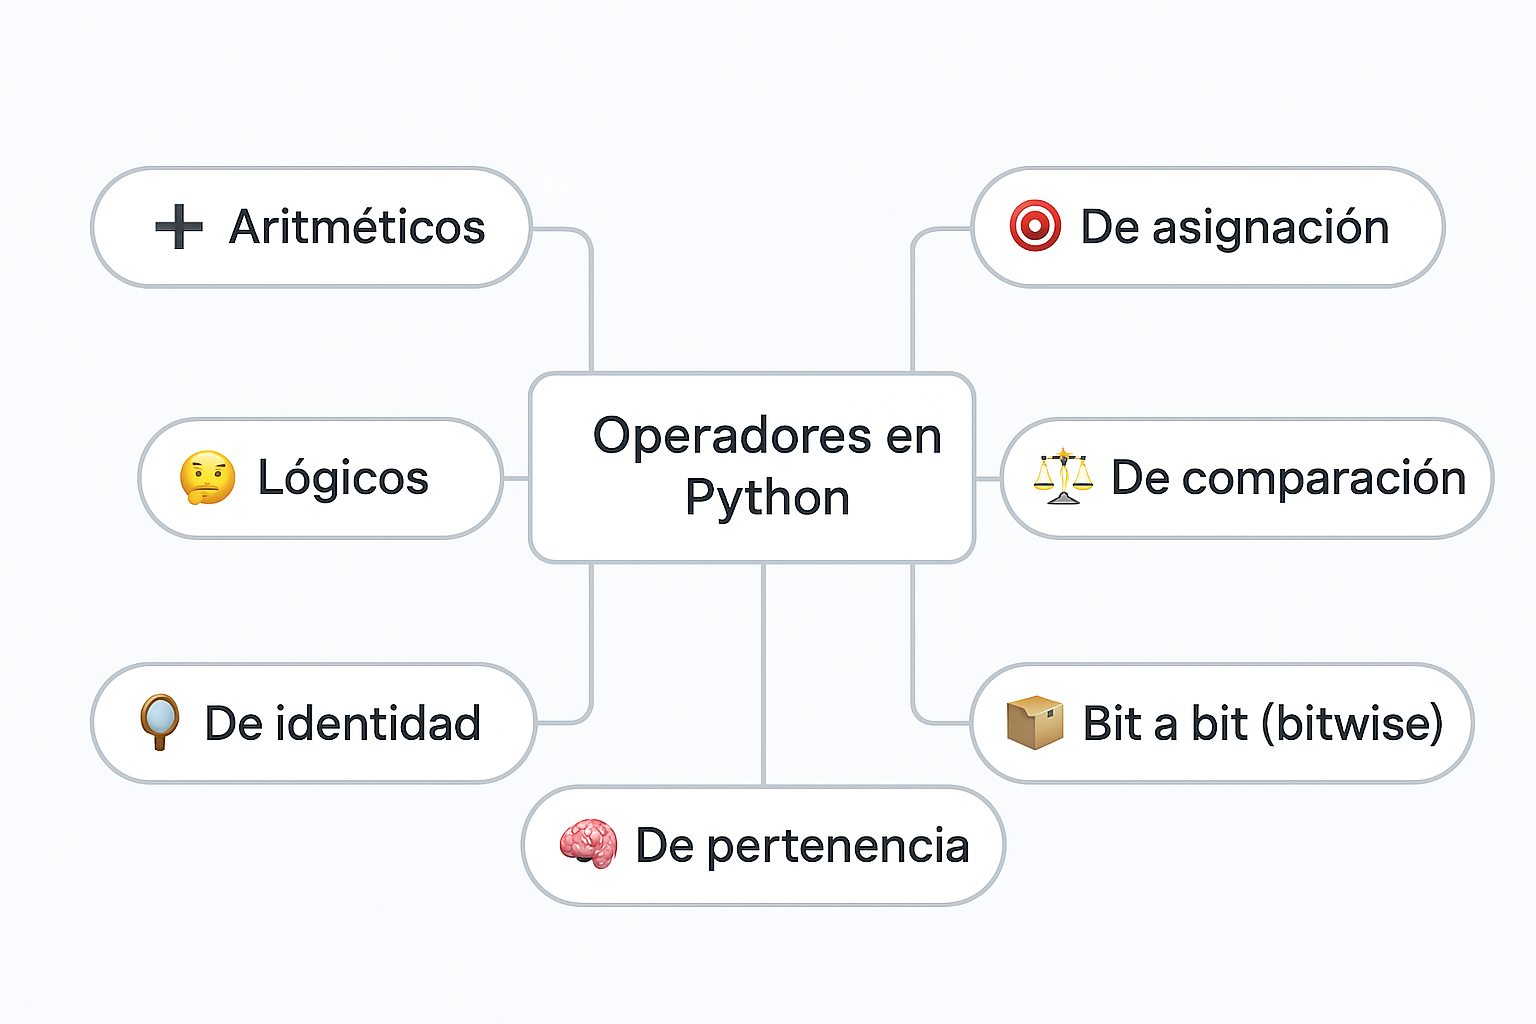 Aritméticos
De asignación
Operadores en
Python
Lógicos
De comparación
De identidad
Bit a bit (bitwise)
De pertenencia